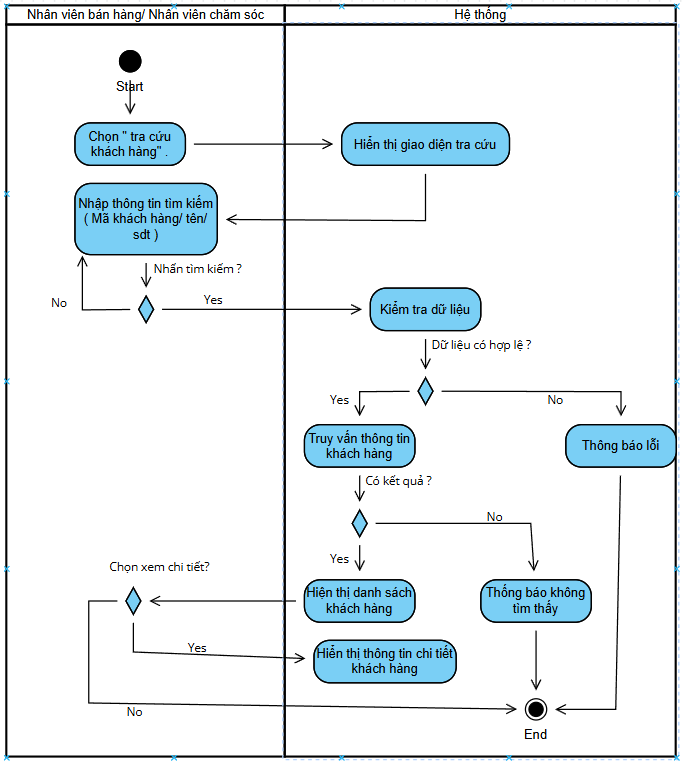 Nhân viên bán hàng/ Nhân viên chăm sóc
Hệ thống
Start
Chọn " tra cứu
khách hàng" .
Hiển thị giao diện tra cứu
Nhập thông tin tìm kiếm
( Mã khách hàng/ tên/
sdt )
Nhấn tìm kiếm ?
No
Yes
Kiểm tra dữ liệu
Dữ liệu có hợp lệ ?
Yes
No
Truy vấn thông tin
khách hàng
Thông báo lỗi
Có kết quả ?
No
Yes
Chọn xem chi tiết?
Hiện thị danh sách
khách hàng
Thống báo không
tìm thấy
Yes
Hiển thị thông tin chi tiết
khách hàng
No
End